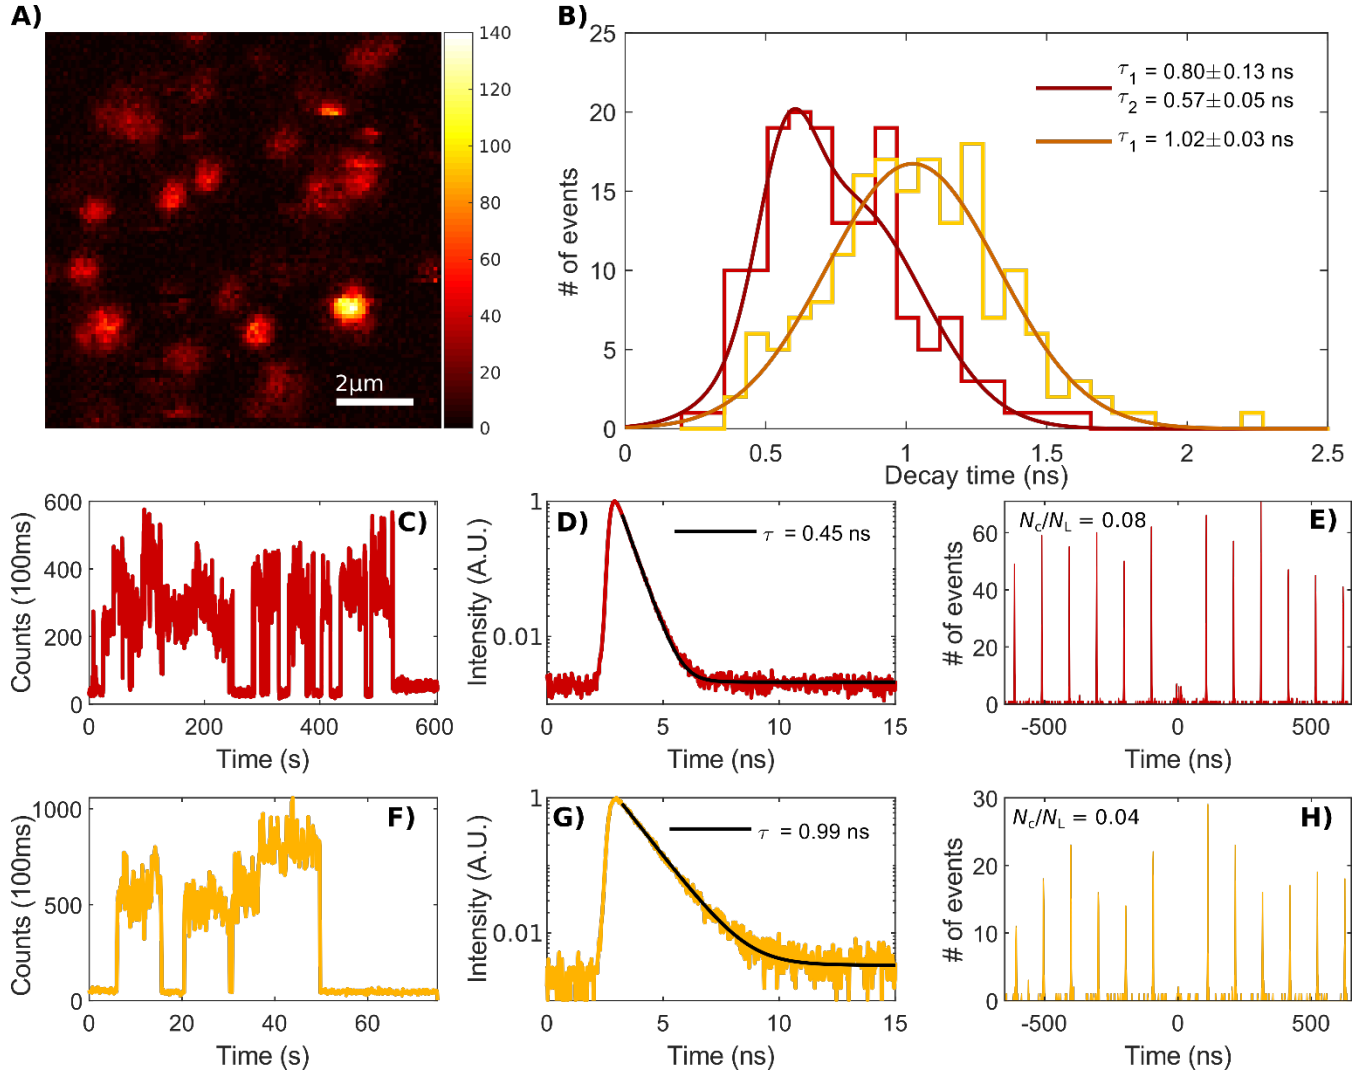 A)
140
120
100
80
60
40
20
0
2μm
B)
25
20
15
10
5
0
# of events
τ1 = 0.80±0.13 ns
τ2 = 0.57±0.05 ns
τ1 = 1.02±0.03 ns
0 0.5 1 1.5 2 2.5
Decay time (ns)
C)
600
400
200
0
Counts (100ms)
0 200 400 600
Time (s)
D)
τ = 0.45 ns
1
0.01
Intensity (A.U.)
0 5 10 15
Time (ns)
E)
Nc/NL = 0.08
60
40
20
0
# of events
-500 0 500
Time (ns)
F)
1000
500
0
Counts (100ms)
0 20 40 60
Time (s)
G)
τ = 0.99 ns
1
0.01
Intensity (A.U.)
0 5 10 15
Time (ns)
H)
Nc/NL = 0.04
30
20
10
0
# of events
-500 0 500
Time (ns)